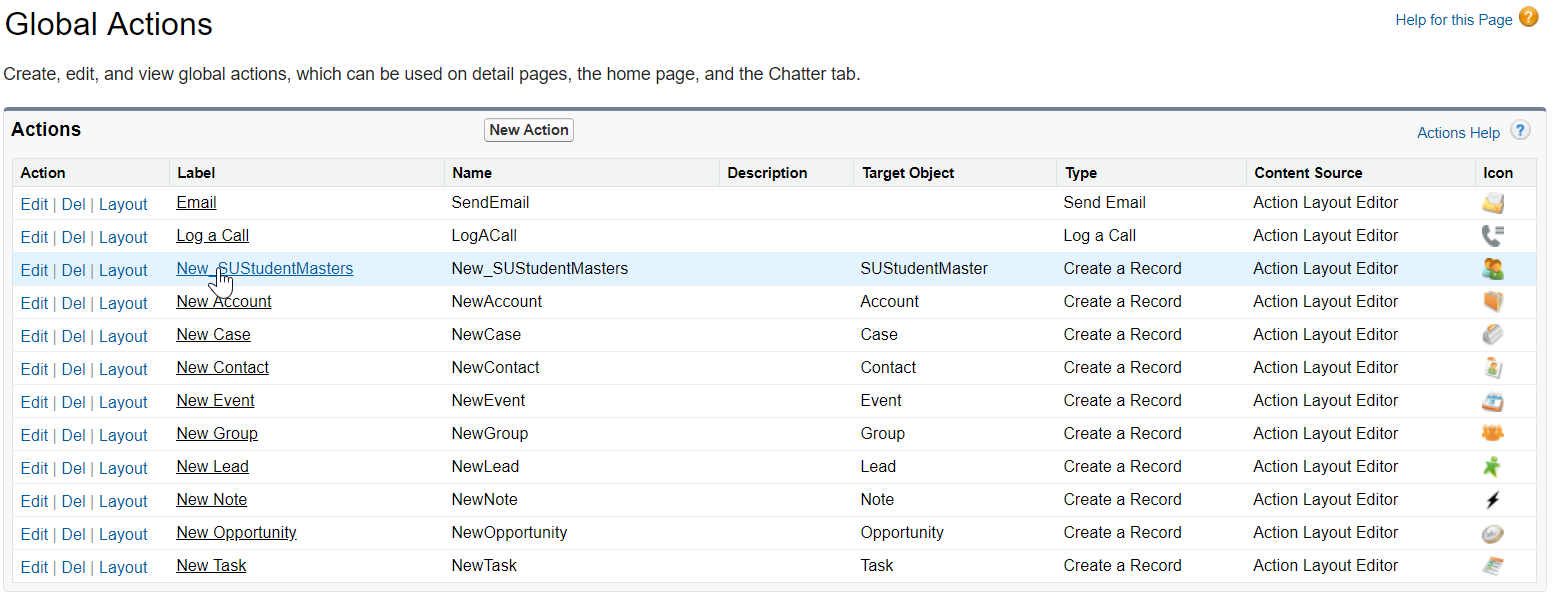 Global Actions
Help for this Page ?
Create, edit, and view global actions, which can be used on detail pages, the home page, and the Chatter tab.
Actions New Action Actions Help ?
Action Label Name Description Target Object Type Content Source Icon
Edit | Del | Layout Email SendEmail Send Email Action Layout Editor
Edit | Del | Layout Log a Call LogACall Log a Call Action Layout Editor
Edit | Del | Layout New_SUStudentMasters New_SUStudentMasters SUStudentMaster Create a Record Action Layout Editor
Edit | Del | Layout New Account NewAccount Account Create a Record Action Layout Editor
Edit | Del | Layout New Case NewCase Case Create a Record Action Layout Editor
Edit | Del | Layout New Contact NewContact Contact Create a Record Action Layout Editor
Edit | Del | Layout New Event NewEvent Event Create a Record Action Layout Editor
Edit | Del | Layout New Group NewGroup Group Create a Record Action Layout Editor
Edit | Del | Layout New Lead NewLead Lead Create a Record Action Layout Editor
Edit | Del | Layout New Note NewNote Note Create a Record Action Layout Editor
Edit | Del | Layout New Opportunity NewOpportunity Opportunity Create a Record Action Layout Editor
Edit | Del | Layout New Task NewTask Task Create a Record Action Layout Editor